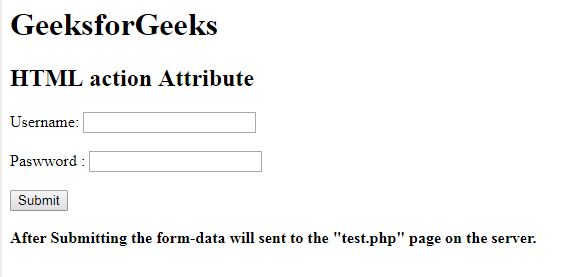 GeeksforGeeks
HTML action Attribute
Username:
Paswword :
Submit
After Submitting the form-data will sent to the "test.php" page on the server.